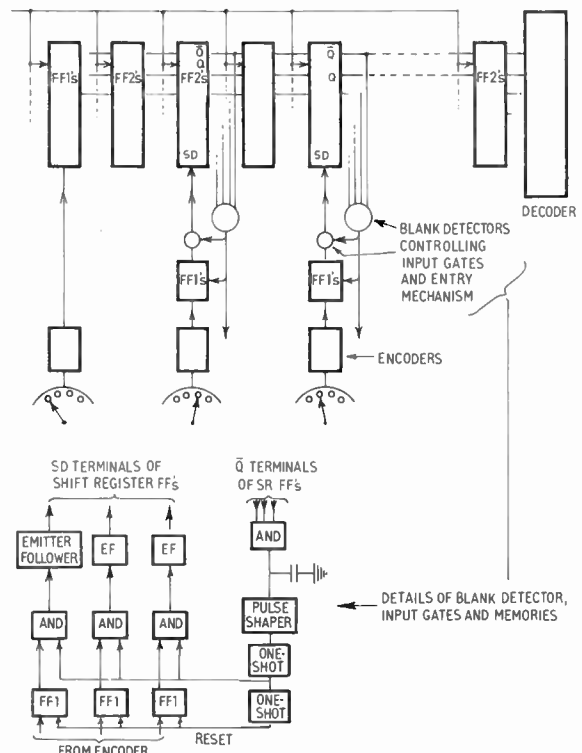 FF1's
FF2's
Q̄
Q
FF2's
SD
Q̄
Q
SD
FF2's
DECODER
BLANK DETECTORS
CONTROLLING
INPUT GATES
AND ENTRY
MECHANISM
FF1's
FF1's
ENCODERS
SD TERMINALS OF
SHIFT REGISTER FF's
Q̄ TERMINALS
OF SR FF's
EMITTER
FOLLOWER
EF
EF
AND
AND
AND
AND
PULSE
SHAPER
ONE-
SHOT
ONE-
SHOT
FF1
FF1
FF1
RESET
FROM ENCODER
DETAILS OF BLANK DETECTOR,
INPUT GATES AND MEMORIES